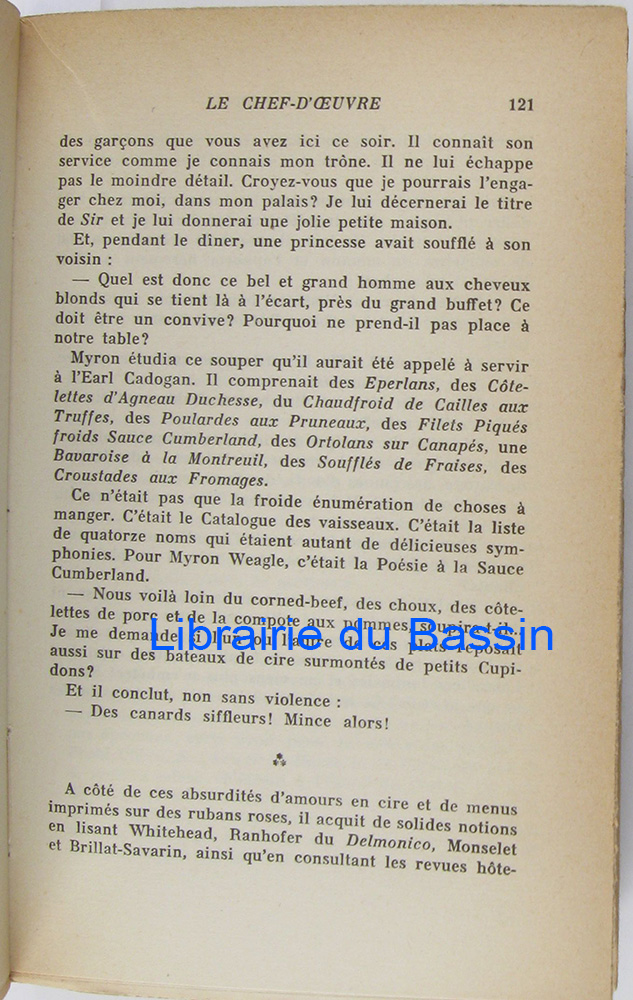 LE CHEF-D'ŒUVRE 121
des garçons que vous avez ici ce soir. Il connaît son
service comme je connais mon trône. Il ne lui échappe
pas le moindre détail. Croyez-vous que je pourrais l'enga-
ger chez moi, dans mon palais? Je lui décernerai le titre
de Sir et je lui donnerai une jolie petite maison.
Et, pendant le dîner, une princesse avait soufflé à son
voisin :
— Quel est donc ce bel et grand homme aux cheveux
blonds qui se tient là à l'écart, près du grand buffet? Ce
doit être un convive? Pourquoi ne prend-il pas place à
notre table?
Myron étudia ce souper qu'il aurait été appelé à servir
à l'Earl Cadogan. Il comprenait des Eperlans, des Côte-
lettes d'Agneau Duchesse, du Chaudfroid de Cailles aux
Truffes, des Poulardes aux Pruneaux, des Filets Piqués
froids Sauce Cumberland, des Ortolans sur Canapés, une
Bavaroise à la Montreuil, des Soufflés de Fraises, des
Croustades aux Fromages.
Ce n'était pas que la froide énumération de choses à
manger. C'était le Catalogue des vaisseaux. C'était la liste
de quatorze noms qui étaient autant de délicieuses sym-
phonies. Pour Myron Weagle, c'était la Poésie à la Sauce
Cumberland.
— Nous voilà loin du corned-beef, des choux, des côte-
lettes de porc et de la compote aux pommes, soupira-t-il.
Je me demande si l'un ou l'autre de ces plats reposait
Librairie du Bassin
aussi sur des bateaux de cire surmontés de petits Cupi-
dons?
Et il conclut, non sans violence :
— Des canards siffleurs! Mince alors!
⁂
A côté de ces absurdités d'amours en cire et de menus
imprimés sur des rubans roses, il acquit de solides notions
en lisant Whitehead, Ranhofer du Delmonico, Monselet
et Brillat-Savarin, ainsi qu'en consultant les revues hôte-